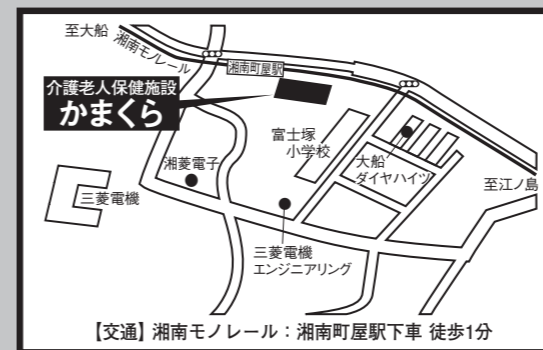 至大船
湘南モノレール
湘南町屋駅
介護老人保健施設
かまくら
富士塚
小学校
大船
ダイヤハイツ
湘菱電子
至江ノ島
三菱電機
三菱電機
エンジニアリング
【交通】湘南モノレール：湘南町屋駅下車 徒歩1分